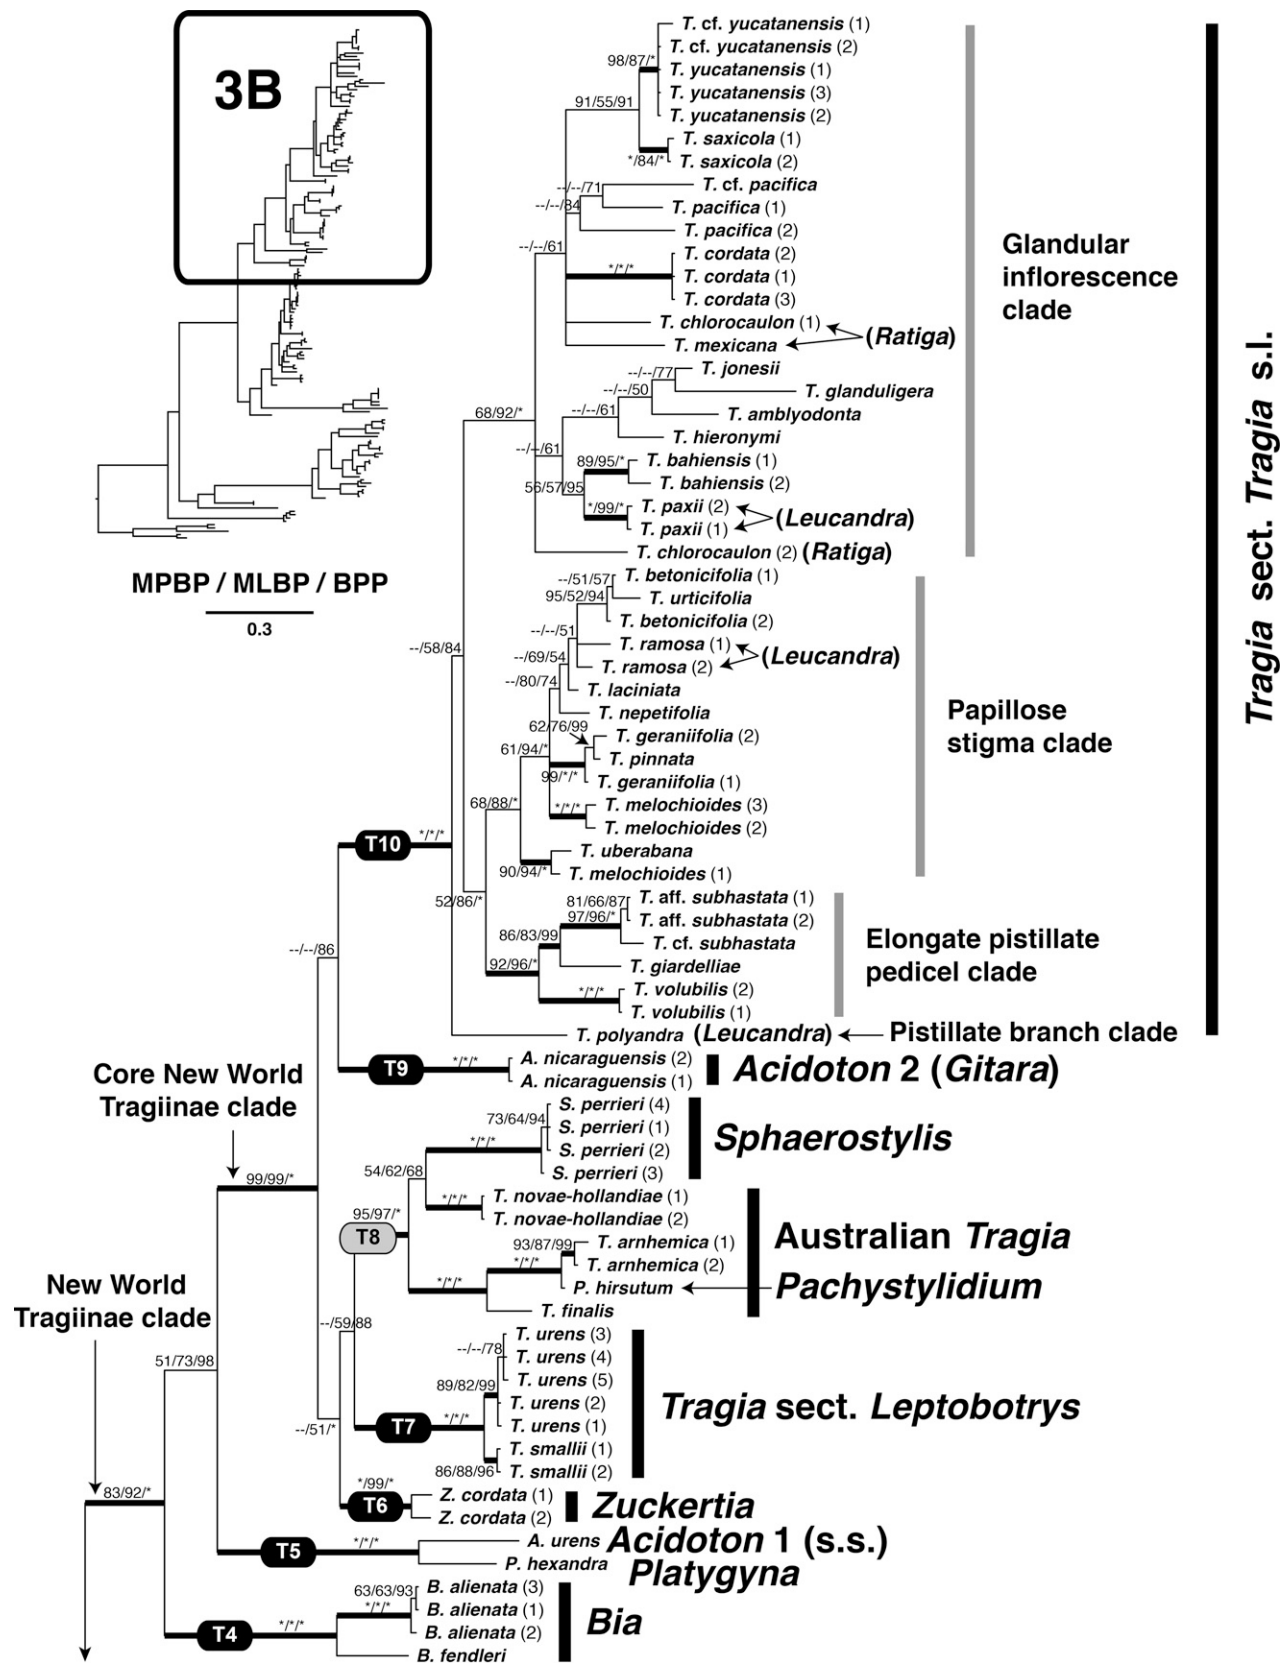 3B
MPBP / MLBP / BPP
0.3
T. cf. yucatanensis (1)
98/87/*
T. cf. yucatanensis (2)
T. yucatanensis (1)
T. yucatanensis (3)
91/55/91
T. yucatanensis (2)
T. saxicola (1)
*/84/*
T. saxicola (2)
--/--/71
T. cf. pacifica
--/--/84
T. pacifica (1)
T. pacifica (2)
--/--/61
T. cordata (2)
*/*/*
T. cordata (1)
T. cordata (3)
T. chlorocaulon (1)
(Ratiga)
T. mexicana
--/--/77
T. jonesii
--/--/50
T. glanduligera
--/--/61
T. amblyodonta
68/92/*
T. hieronymi
--/--/61
89/95/*
T. bahiensis (1)
56/57/95
T. bahiensis (2)
*/99/*
T. paxii (2)
(Leucandra)
T. paxii (1)
T. chlorocaulon (2) (Ratiga)
Glandular
inflorescence
clade
--/51/57
T. betonicifolia (1)
95/52/94
T. urticifolia
T. betonicifolia (2)
--/--/51
T. ramosa (1)
(Leucandra)
--/58/84
--/69/54
T. ramosa (2)
--/80/74
T. laciniata
T. nepetifolia
62/76/99
T. geraniifolia (2)
61/94/*
T. pinnata
99/*/*
T. geraniifolia (1)
68/88/*
*/*/*
T. melochioides (3)
T. melochioides (2)
T. uberabana
90/94/*
T. melochioides (1)
Papillose
stigma clade
T10
*/*/*
52/86/*
81/66/87
T. aff. subhastata (1)
97/96/*
T. aff. subhastata (2)
86/83/99
T. cf. subhastata
92/96/*
T. giardelliae
*/*/*
T. volubilis (2)
T. volubilis (1)
Elongate pistillate
pedicel clade
T. polyandra (Leucandra)
Pistillate branch clade
Tragia sect. Tragia s.l.
--/--/86
T9
*/*/*
A. nicaraguensis (2)
A. nicaraguensis (1)
Acidoton 2 (Gitara)
Core New World
Tragiinae clade
99/99/*
73/64/94
S. perrieri (4)
S. perrieri (1)
*/*/*
S. perrieri (2)
S. perrieri (3)
Sphaerostylis
54/62/68
*/*/*
T. novae-hollandiae (1)
T. novae-hollandiae (2)
95/97/*
T8
93/87/99
T. arnhemica (1)
*/*/*
T. arnhemica (2)
*/*/*
P. hirsutum
T. finalis
Australian Tragia
Pachystylidium
New World
Tragiinae clade
--/59/88
--/--/78
T. urens (3)
T. urens (4)
89/82/99
T. urens (5)
T. urens (2)
T7
*/*/*
T. urens (1)
T. smallii (1)
86/88/96
T. smallii (2)
Tragia sect. Leptobotrys
51/73/98
--/51/*
*/99/*
T6
Z. cordata (1)
Z. cordata (2)
Zuckertia
83/92/*
T5
*/*/*
A. urens
Acidoton 1 (s.s.)
P. hexandra
Platygyna
63/63/93
B. alienata (3)
*/*/*
B. alienata (1)
T4
*/*/*
B. alienata (2)
B. fendleri
Bia